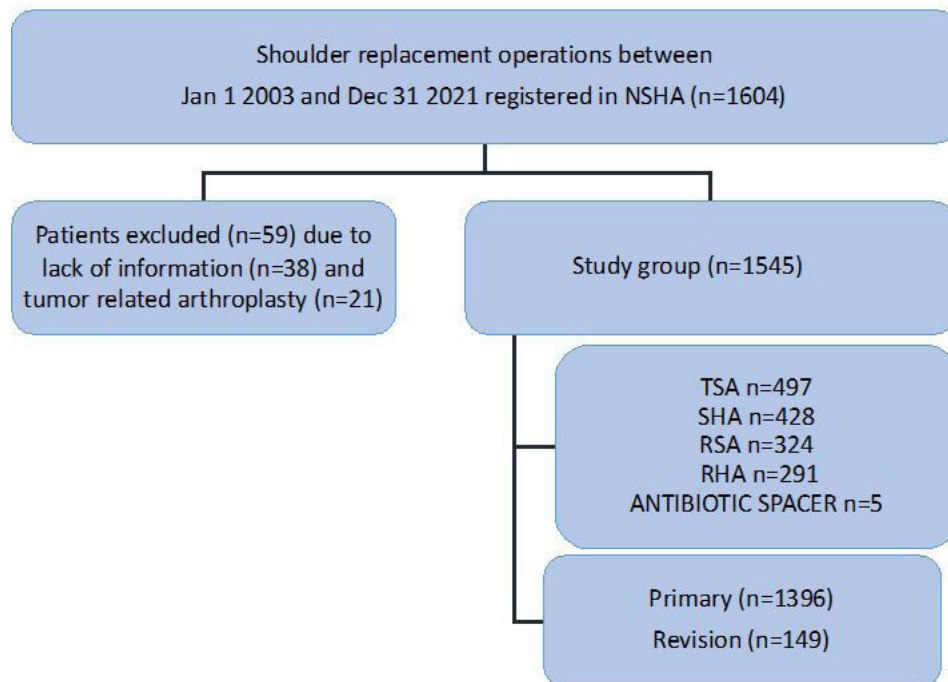 Shoulder replacement operations between
Jan 1 2003 and Dec 31 2021 registered in NSHA (n=1604)
Patients excluded (n=59) due to
lack of information (n=38) and
tumor related arthroplasty (n=21)
Study group (n=1545)
TSA n=497
SHA n=428
RSA n=324
RHA n=291
ANTIBIOTIC SPACER n=5
Primary (n=1396)
Revision (n=149)